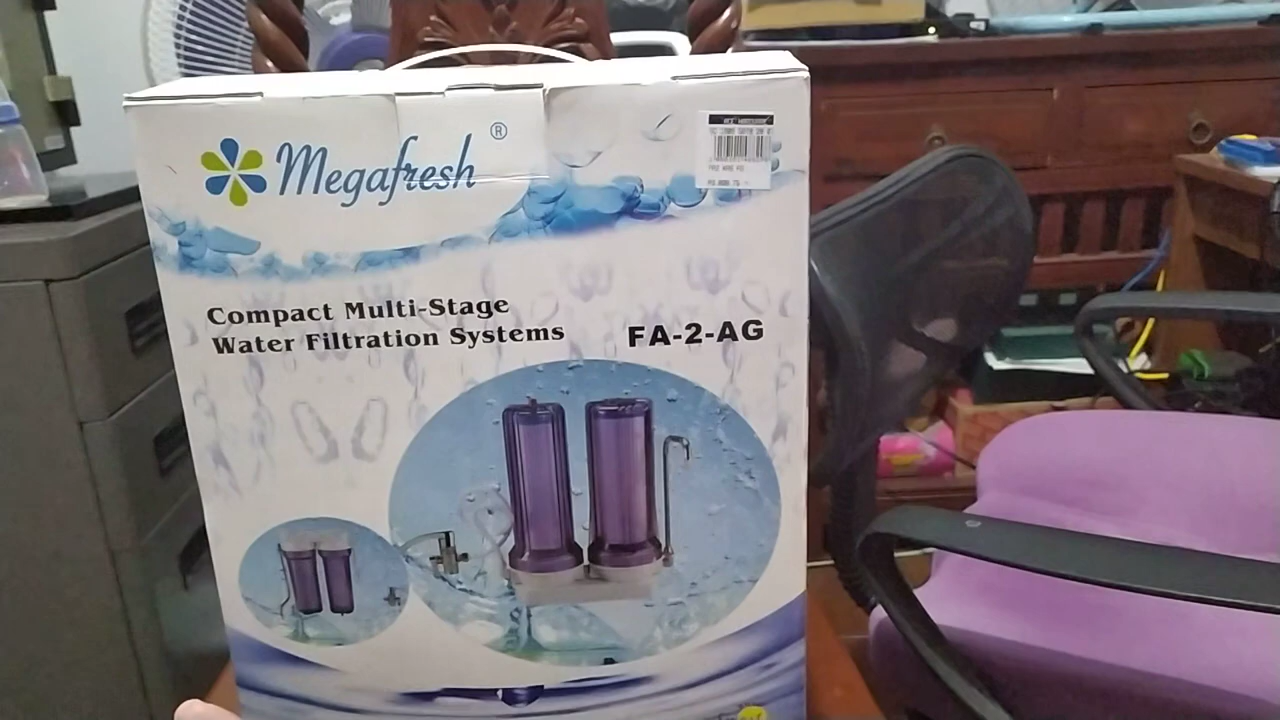 Megafresh®
Compact Multi-Stage
Water Filtration Systems
FA-2-AG